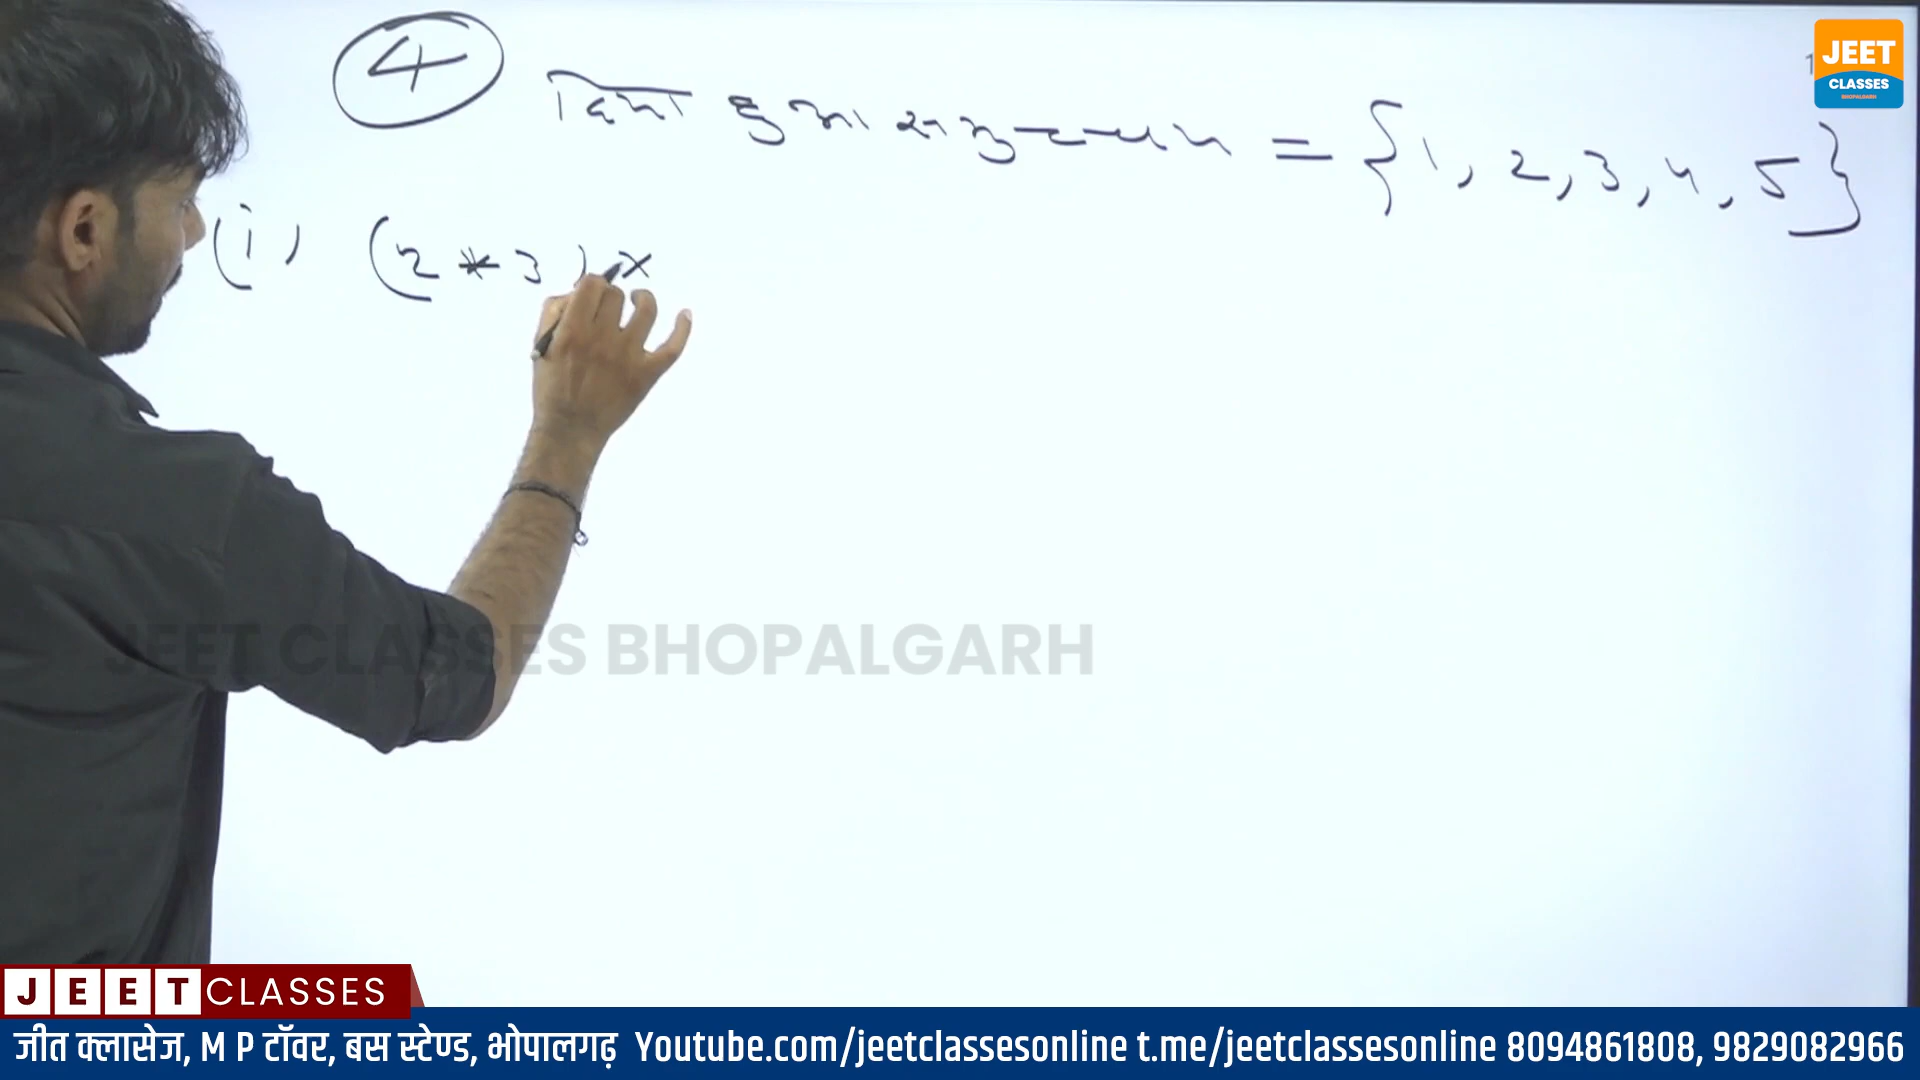 4 दिया हुआ समुच्चय = {1, 2, 3, 4, 5}
(i) (2 * 3) *
JEET
CLASSES
BHOPALGARH
JEET CLASSES BHOPALGARH
JEET CLASSES
जीत क्लासेज, M P टॉवर, बस स्टेण्ड, भोपालगढ़ Youtube.com/jeetclassesonline t.me/jeetclassesonline 8094861808, 9829082966